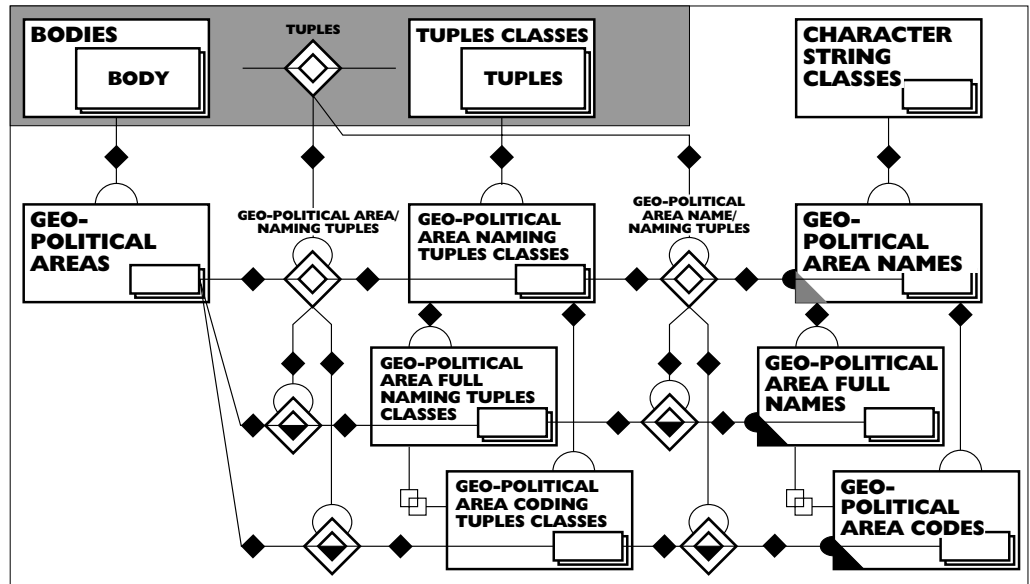 BODIES
BODY
TUPLES
TUPLES CLASSES
TUPLES
CHARACTER
STRING
CLASSES
GEO-
POLITICAL
AREAS
GEO-POLITICAL AREA/
NAMING TUPLES
GEO-POLITICAL
AREA NAMING
TUPLES CLASSES
GEO-POLITICAL
AREA NAME/
NAMING TUPLES
GEO-
POLITICAL
AREA NAMES
GEO-POLITICAL
AREA FULL
NAMING TUPLES
CLASSES
GEO-POLITICAL
AREA FULL
NAMES
GEO-POLITICAL
AREA CODING
TUPLES CLASSES
GEO-
POLITICAL
AREA CODES